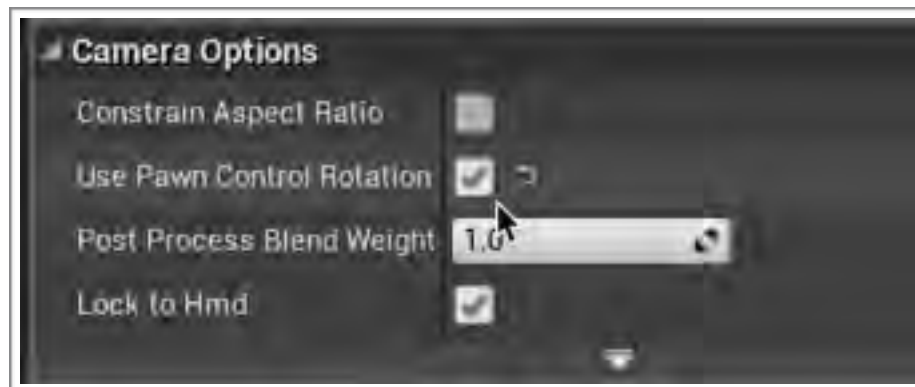 Camera Options
Constrain Aspect Ratio
Use Pawn Control Rotation
Post Process Blend Weight 1.0
Lock to Hmd